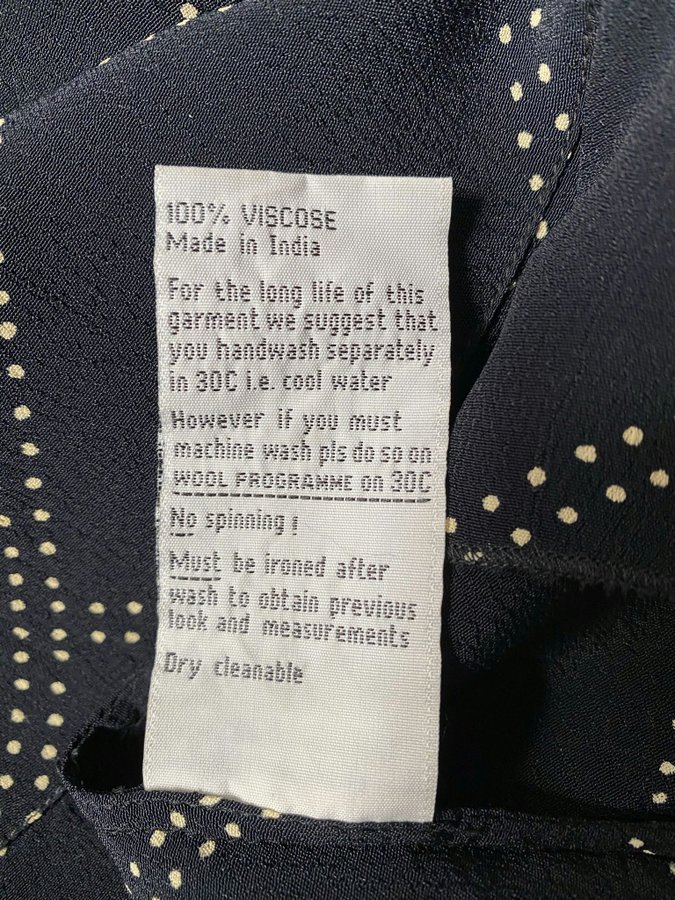 100% VISCOSE
Made in India
For the long life of this
garment we suggest that
you handwash separately
in 30C i.e. cool water
However if you must
machine wash pls do so on
WOOL PROGRAMME on 30C
No spinning !
Must be ironed after
wash to obtain previous
look and measurements
Dry cleanable